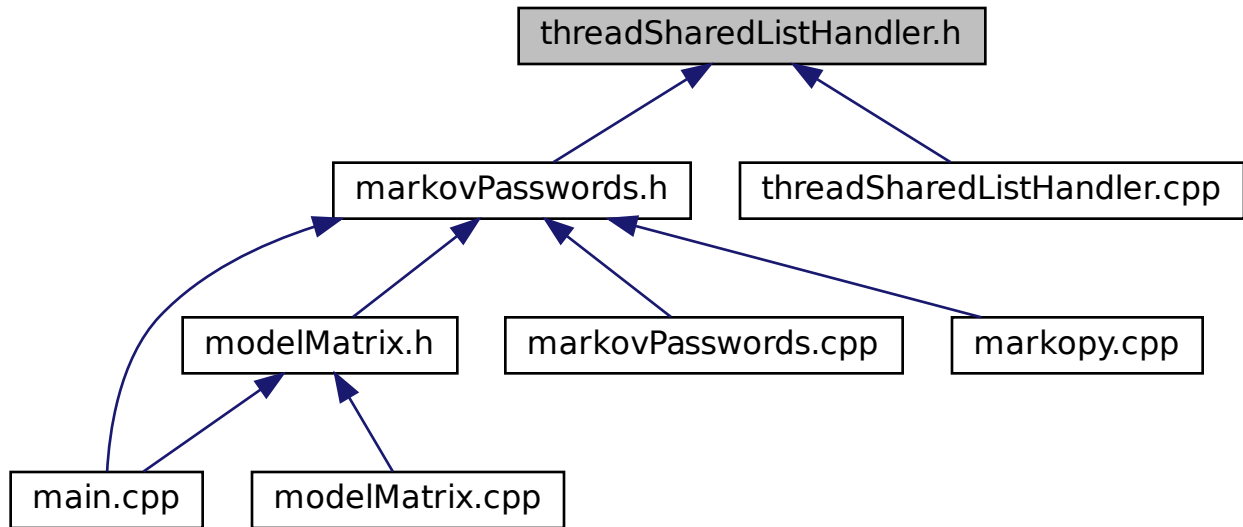 threadSharedListHandler.h
markovPasswords.h
threadSharedListHandler.cpp
modelMatrix.h
markovPasswords.cpp
markopy.cpp
main.cpp
modelMatrix.cpp